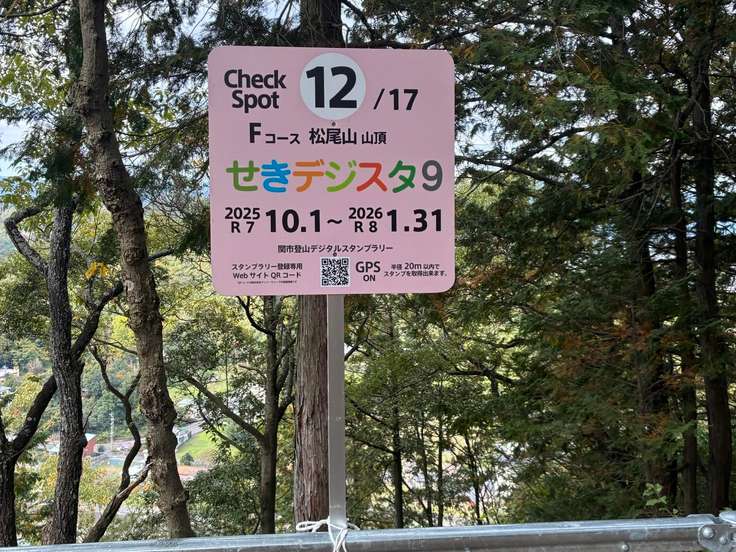 Check Spot 12 /17
Fコース 松尾山 山頂
せきデジスタ9
2025 R7 10.1～2026 R8 1.31
関市登山デジタルスタンプラリー
スタンプラリー登録専用
WebサイトQRコード
GPS ON
半径20m以内で
スタンプを取得出来ます。